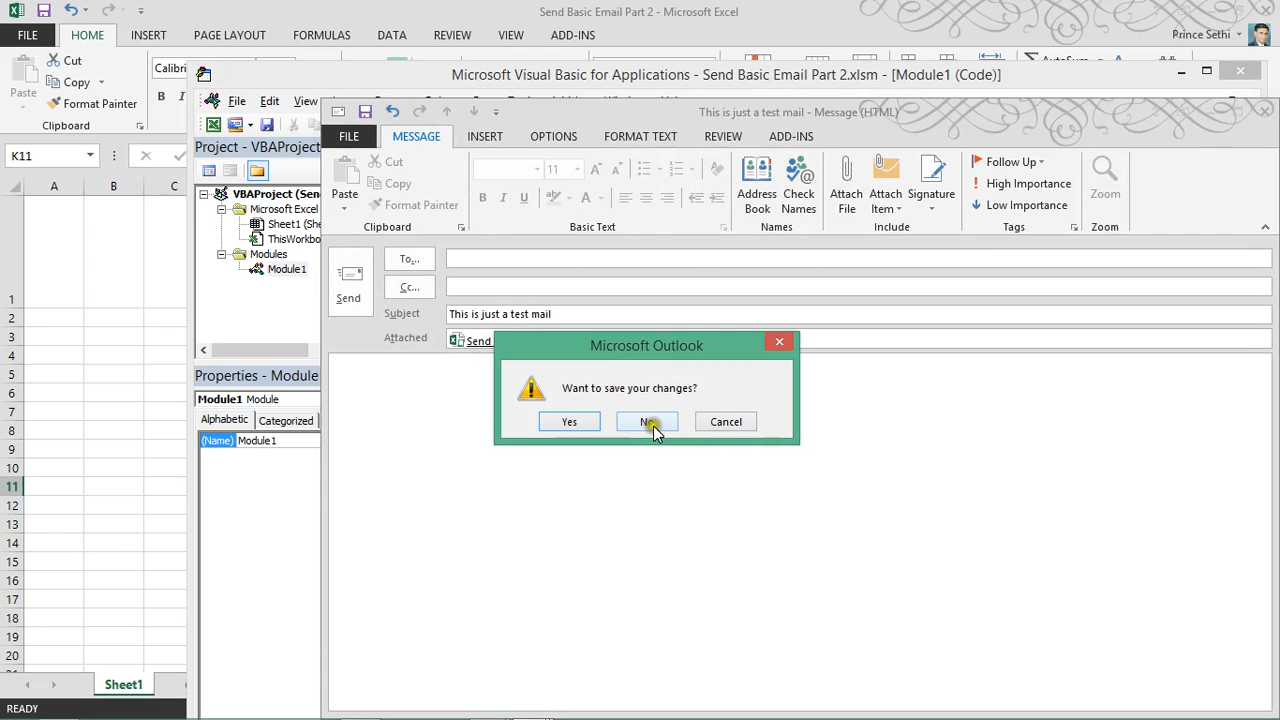 Send Basic Email Part 2 - Microsoft Excel
FILE HOME INSERT PAGE LAYOUT FORMULAS DATA REVIEW VIEW ADD-INS Prince Sethi
Paste
Cut
Copy
Format Painter
Clipboard
Calibri
B I
K11
A B C
1
2
3
4
5
6
7
8
9
10
11
12
13
14
15
16
17
18
19
20
Sheet1
READY
Microsoft Visual Basic for Applications - Send Basic Email Part 2.xlsm - [Module1 (Code)]
File Edit View
Project - VBAProject
VBAProject (Sen
Microsoft Excel
Sheet1 (She
ThisWorkbo
Modules
Module1
Properties - Module
Module1 Module
Alphabetic Categorized
(Name) Module1
This is just a test mail - Message (HTML)
FILE MESSAGE INSERT OPTIONS FORMAT TEXT REVIEW ADD-INS
Paste
Cut
Copy
Format Painter
Clipboard
11
B I U
Basic Text
Address Book
Check Names
Names
Attach File
Attach Item
Signature
Include
Follow Up
High Importance
Low Importance
Tags
Zoom
Zoom
Send
To...
Cc...
Subject This is just a test mail
Attached Send
Microsoft Outlook
Want to save your changes?
Yes No Cancel